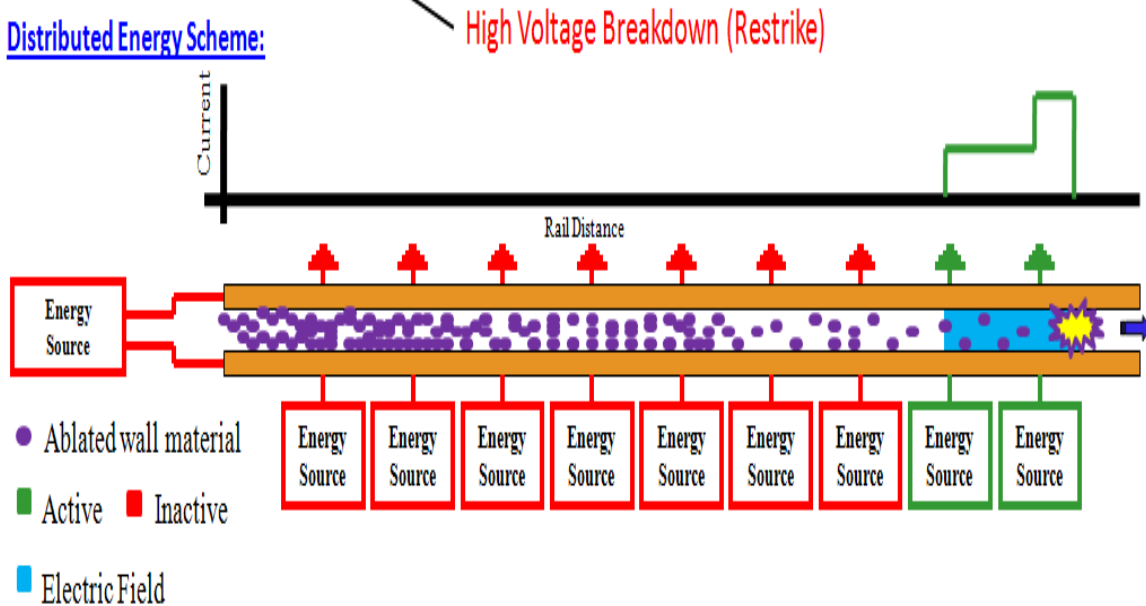 High Voltage Breakdown (Restrike)
Distributed Energy Scheme:
Current
Rail Distance
Energy
Source
Energy
Source
Energy
Source
Energy
Source
Energy
Source
Energy
Source
Energy
Source
Energy
Source
Energy
Source
Energy
Source
Ablated wall material
Active
Inactive
Electric Field